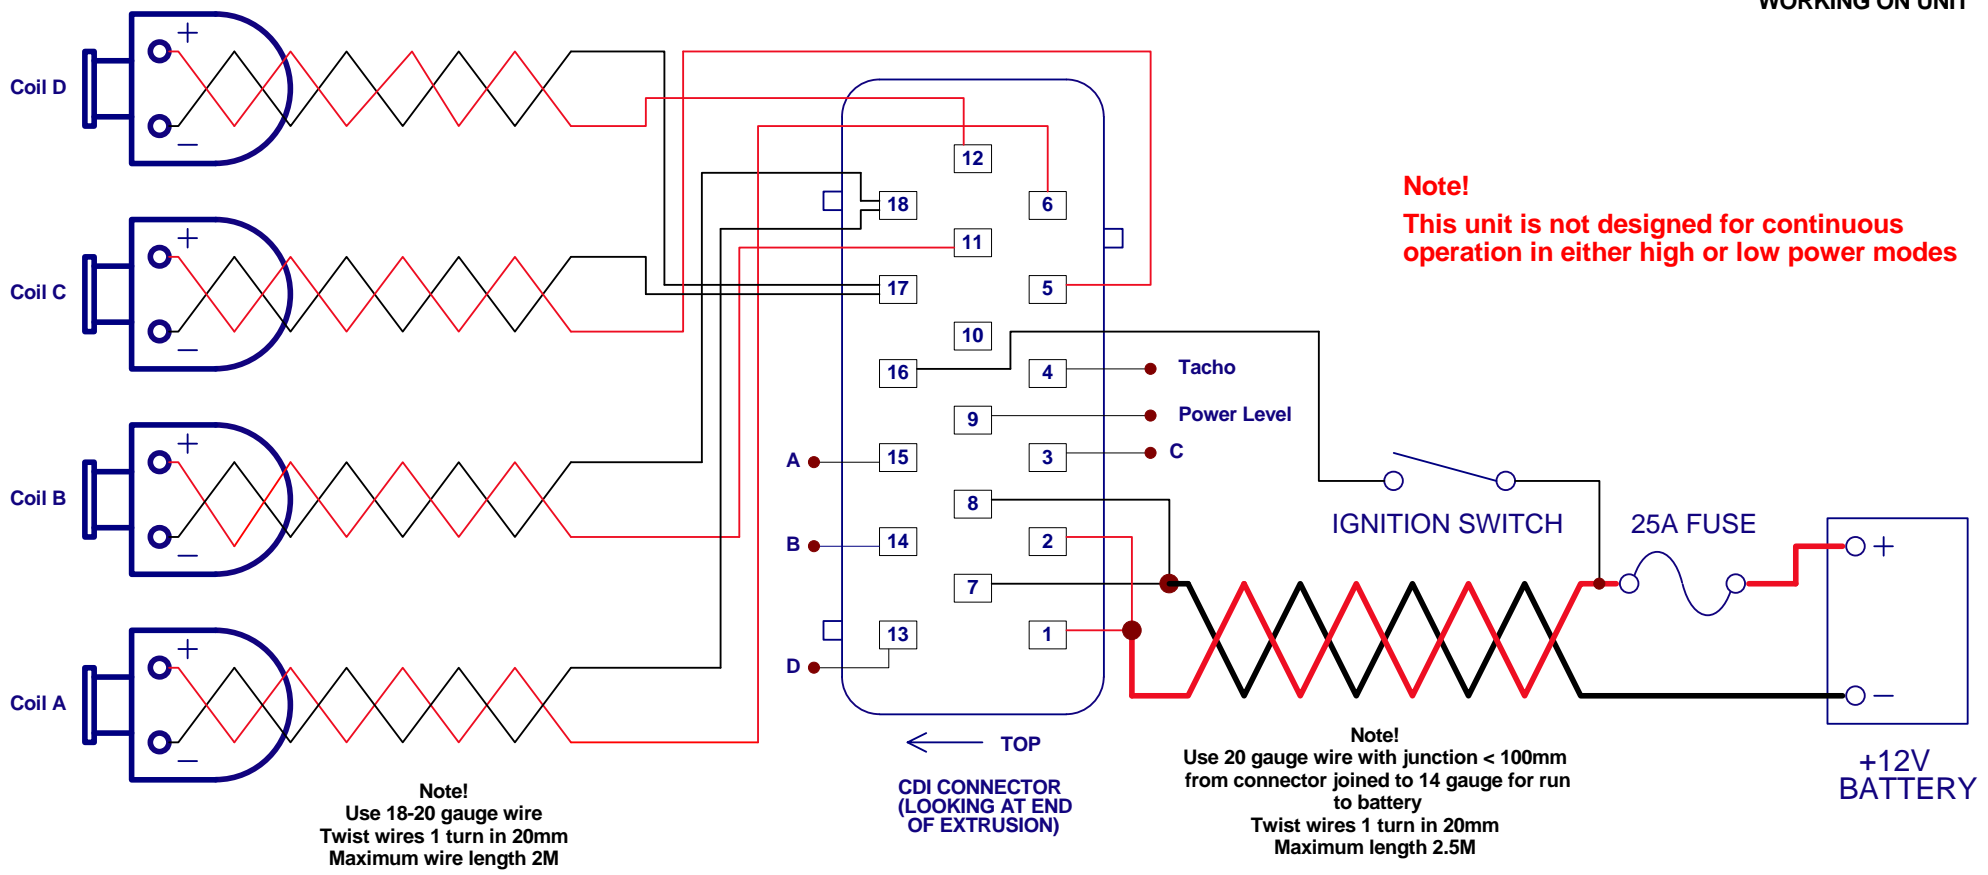 WORKING ON UNIT
+
Coil D
−
+
Coil C
−
+
Coil B
−
+
Coil A
−
12
18
6
11
17
5
10
16
4
Tacho
9
Power Level
A
15
3
C
8
B
14
2
7
13
1
D
TOP
CDI CONNECTOR
(LOOKING AT END
OF EXTRUSION)
Note!
This unit is not designed for continuous
operation in either high or low power modes
IGNITION SWITCH
25A FUSE
+
−
+12V
BATTERY
Note!
Use 18-20 gauge wire
Twist wires 1 turn in 20mm
Maximum wire length 2M
Note!
Use 20 gauge wire with junction < 100mm
from connector joined to 14 gauge for run
to battery
Twist wires 1 turn in 20mm
Maximum length 2.5M